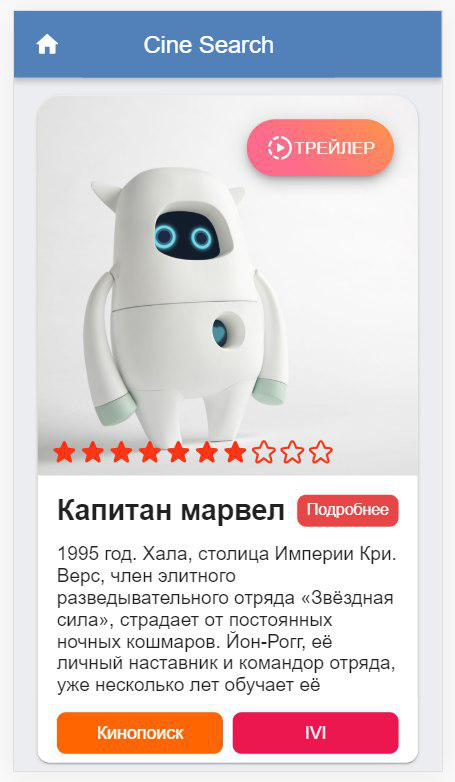 Cine Search
ТРЕЙЛЕР
Капитан марвел
Подробнее
1995 год. Хала, столица Империи Кри.
Верс, член элитного
разведывательного отряда «Звёздная
сила», страдает от постоянных
ночных кошмаров. Йон-Рогг, её
личный наставник и командор отряда,
уже несколько лет обучает её
Кинопоиск
IVI